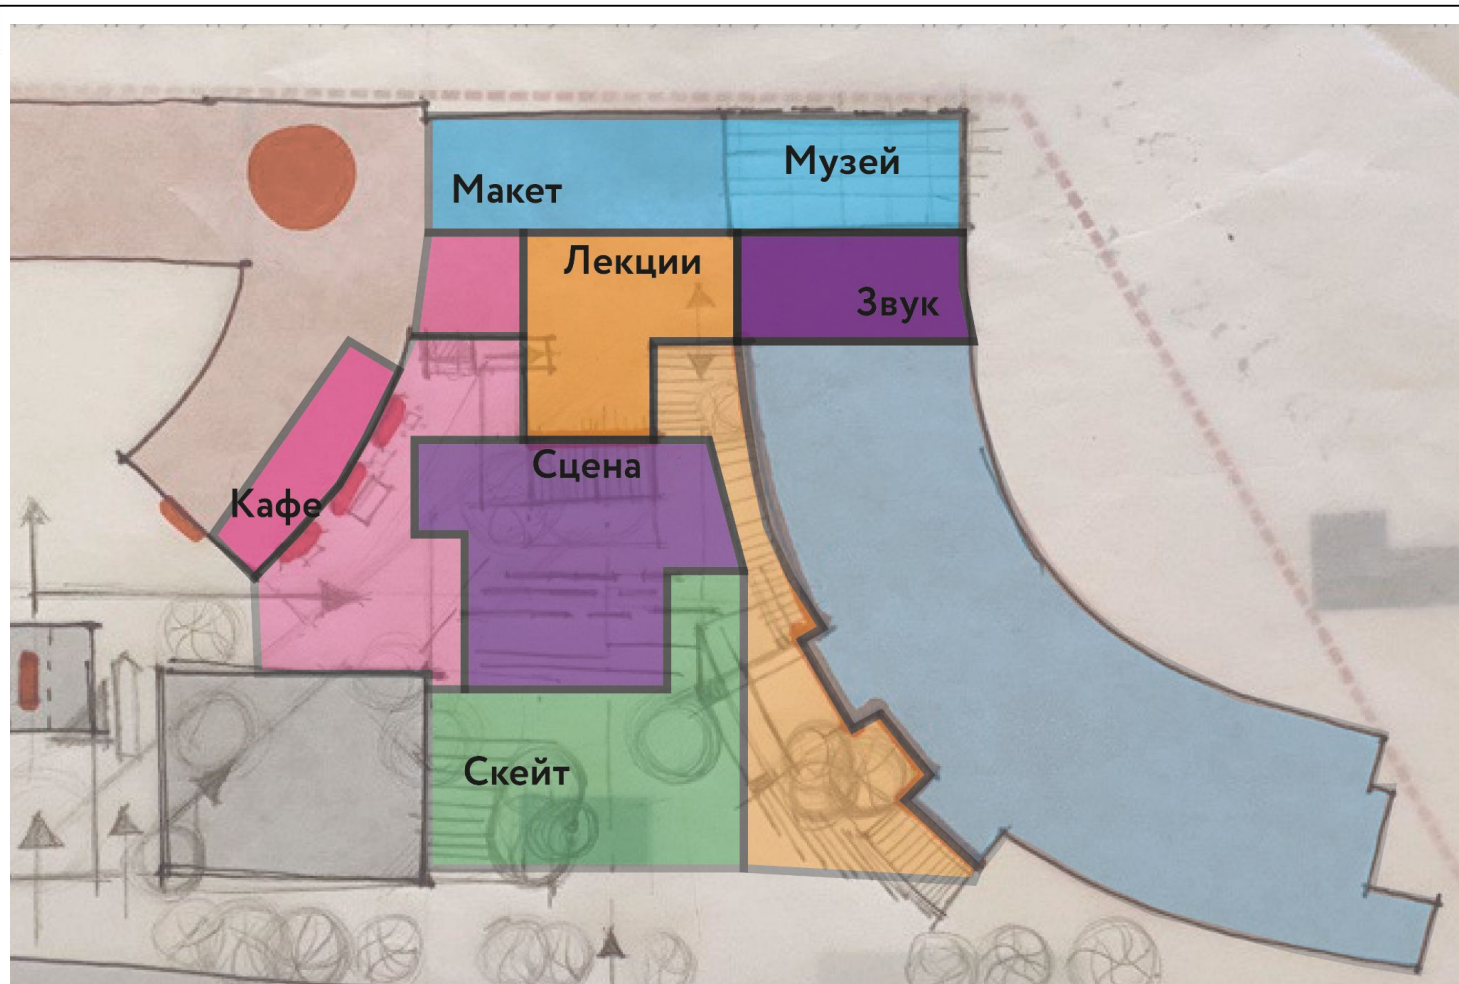 Музей
Макет
Лекции
Звук
Сцена
Кафе
Скейт